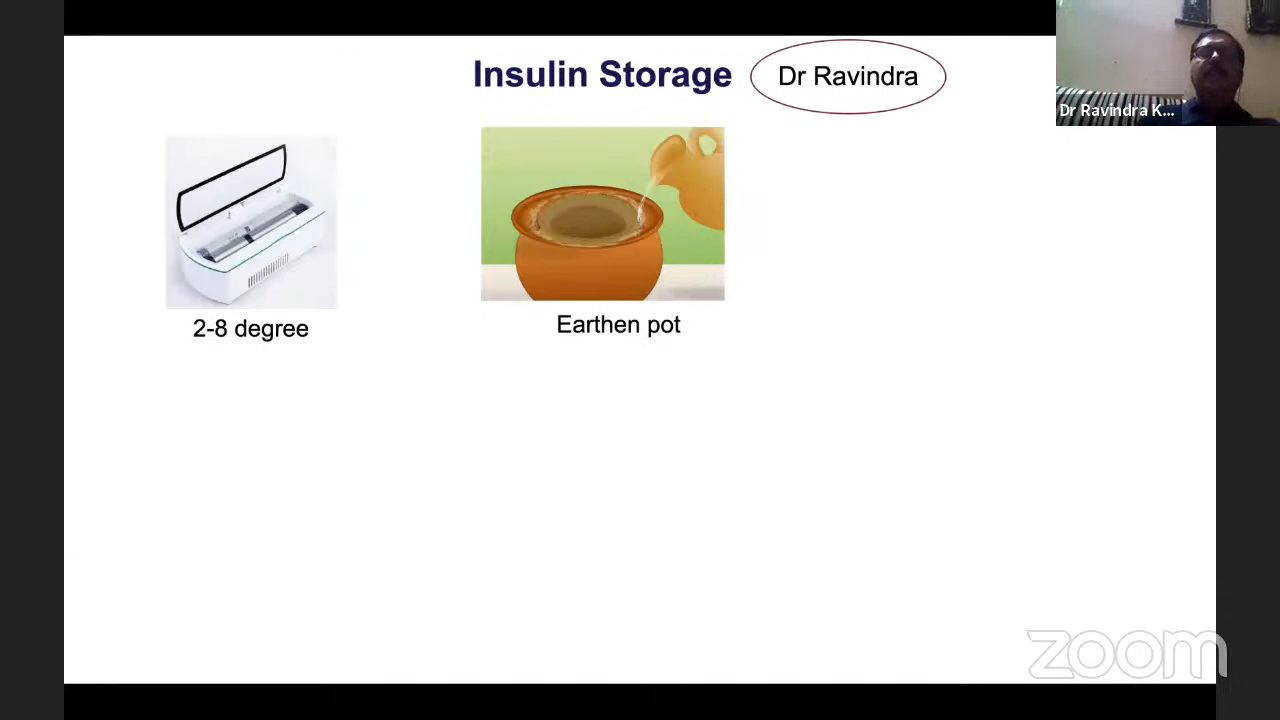 Insulin Storage
Dr Ravindra
Dr Ravindra K...
2-8 degree
Earthen pot
zoom